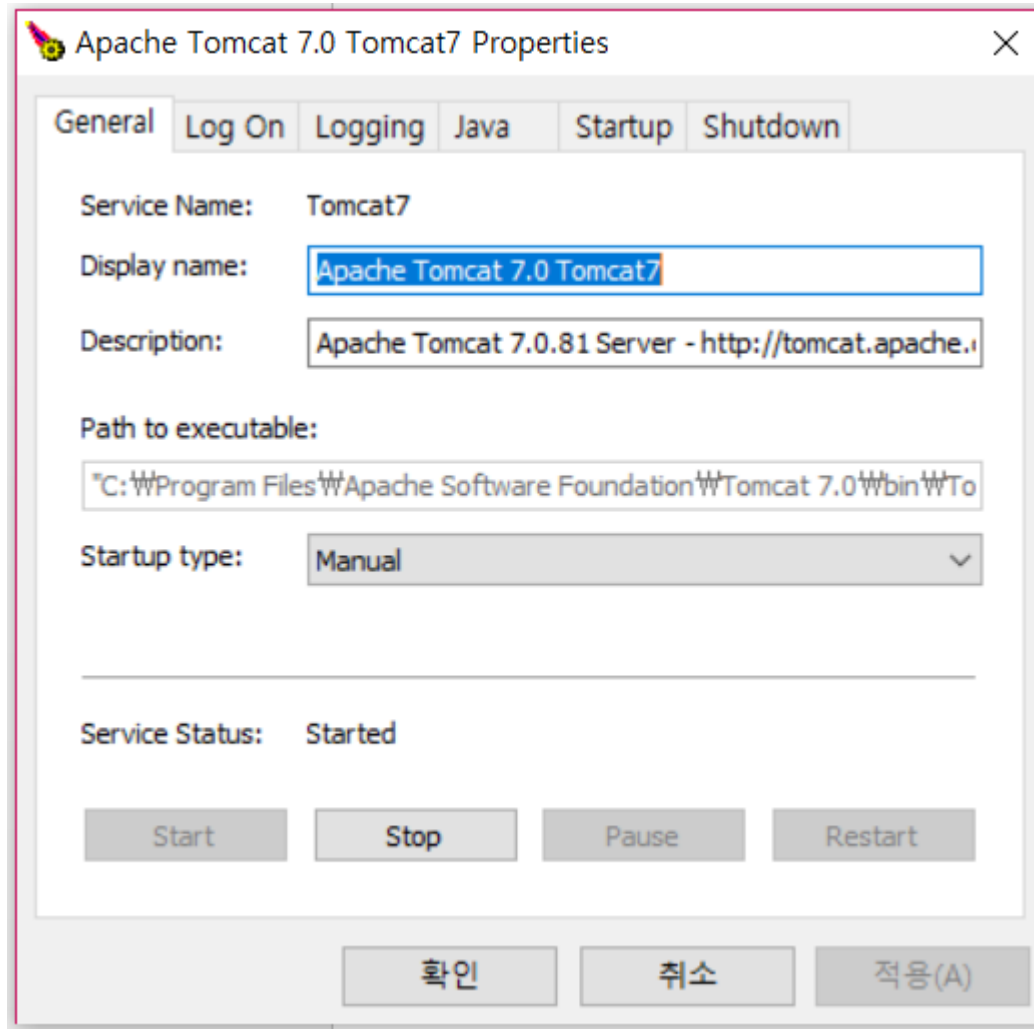 Apache Tomcat 7.0 Tomcat7 Properties
General Log On Logging Java Startup Shutdown
Service Name: Tomcat7
Display name: Apache Tomcat 7.0 Tomcat7
Description: Apache Tomcat 7.0.81 Server - http://tomcat.apache.
Path to executable:
"C:₩Program Files₩Apache Software Foundation₩Tomcat 7.0₩bin₩To
Startup type: Manual
Service Status: Started
Start Stop Pause Restart
확인 취소 적용(A)